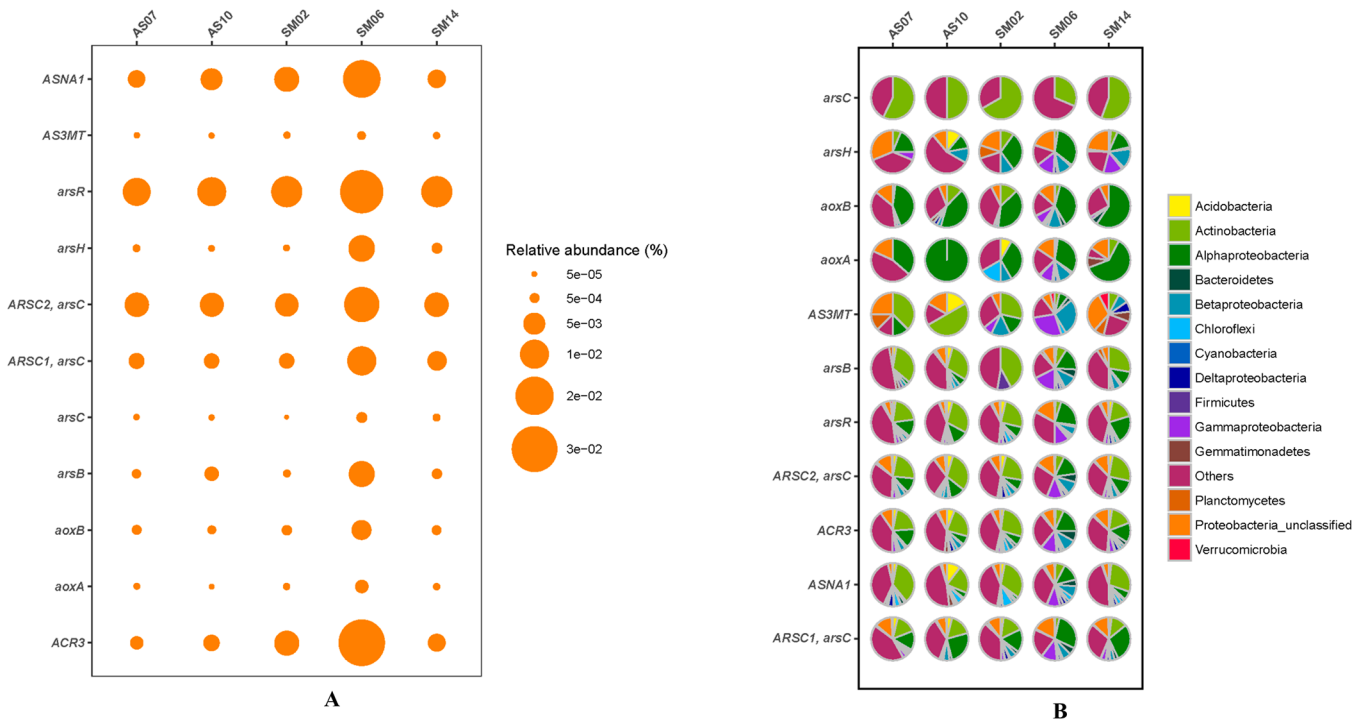 AS07 AS10 SM02 SM06 SM14
ASNA1
AS3MT
arsR
arsH
ARSC2, arsC
ARSC1, arsC
arsC
arsB
aoxB
aoxA
ACR3
Relative abundance (%)
5e-05
5e-04
5e-03
1e-02
2e-02
3e-02
A
AS07 AS10 SM02 SM06 SM14
arsC
arsH
aoxB
aoxA
AS3MT
arsB
arsR
ARSC2, arsC
ACR3
ASNA1
ARSC1, arsC
Acidobacteria
Actinobacteria
Alphaproteobacteria
Bacteroidetes
Betaproteobacteria
Chloroflexi
Cyanobacteria
Deltaproteobacteria
Firmicutes
Gammaproteobacteria
Gemmatimonadetes
Others
Planctomycetes
Proteobacteria_unclassified
Verrucomicrobia
B